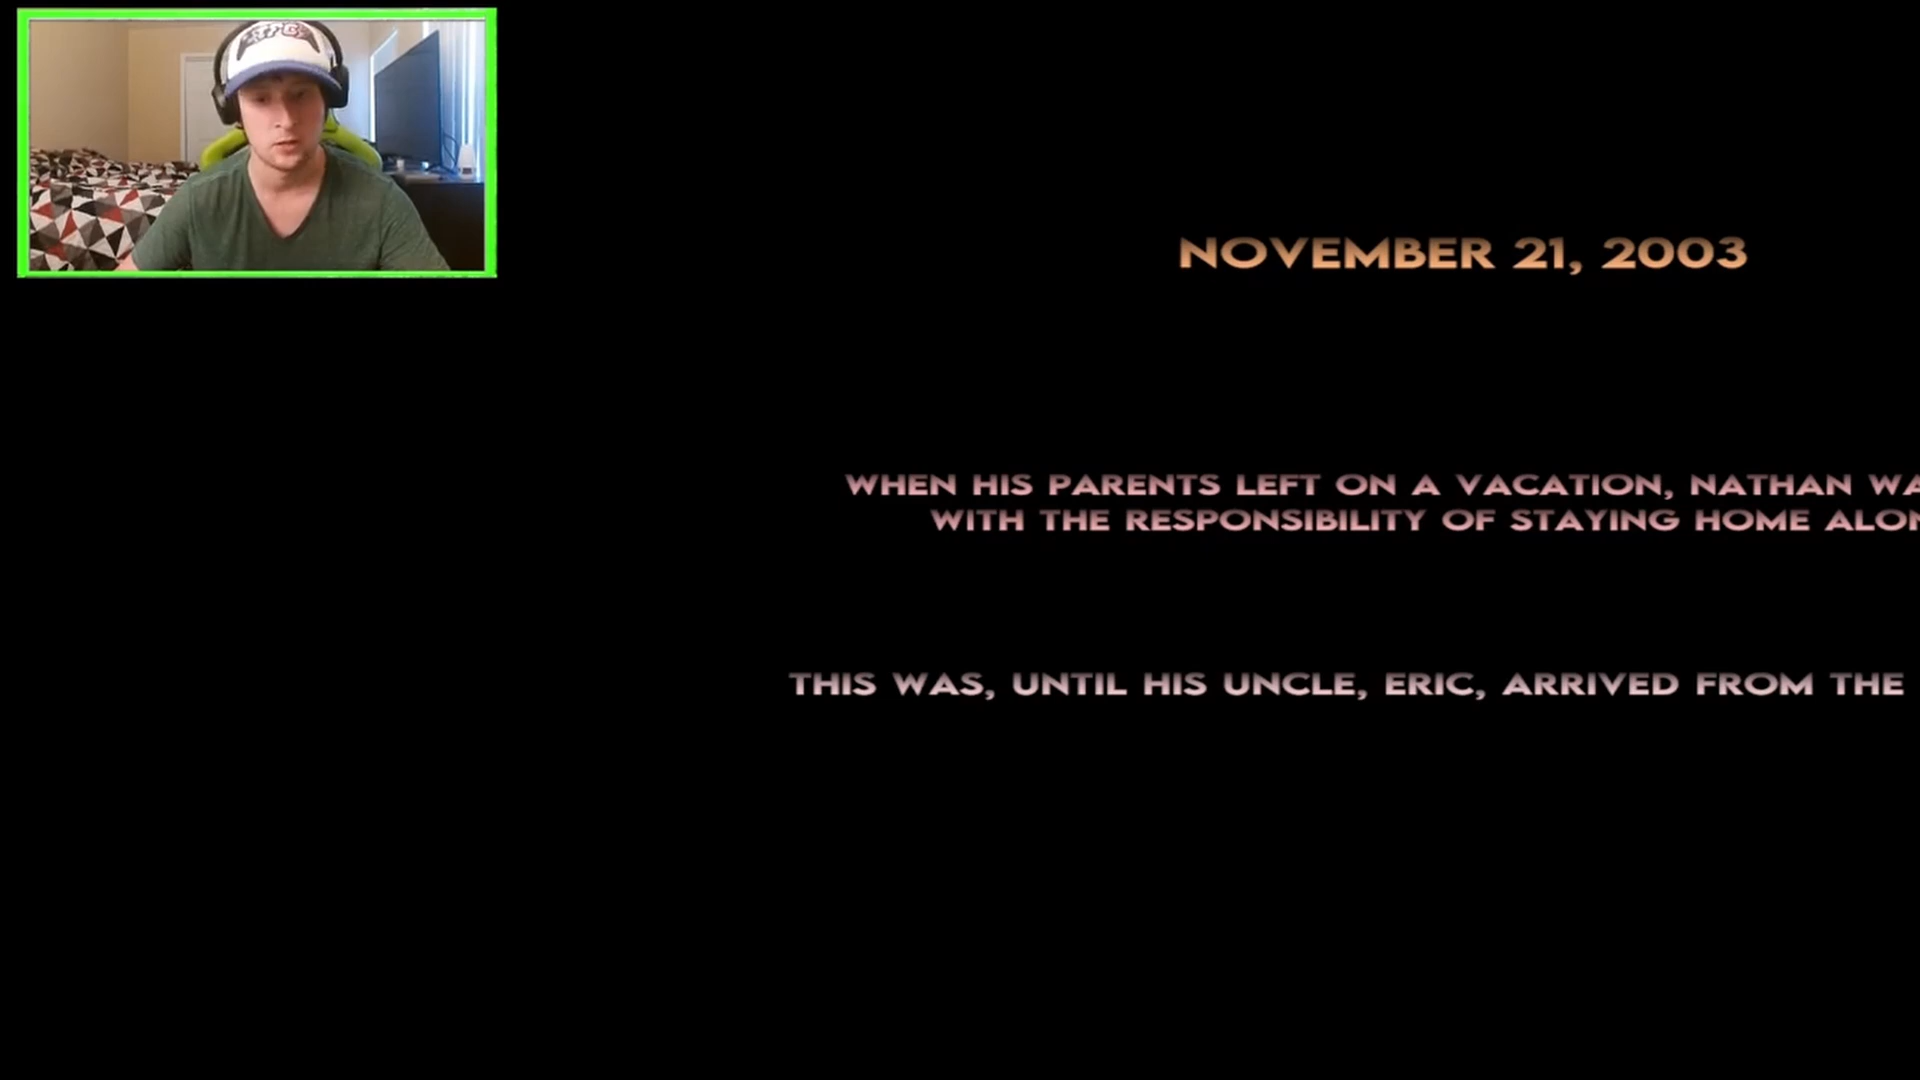 NOVEMBER 21, 2003
WHEN HIS PARENTS LEFT ON A VACATION, NATHAN
WITH THE RESPONSIBILITY OF STAYING HOME
THIS WAS, UNTIL HIS UNCLE, ERIC, ARRIVED FROM THE